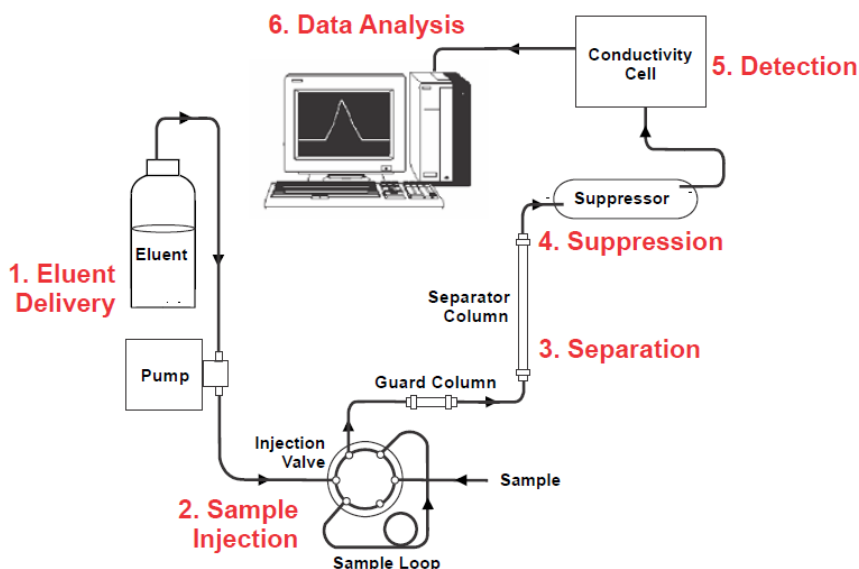 6. Data Analysis
Conductivity
Cell
5. Detection
Suppressor
4. Suppression
Eluent
1. Eluent
Delivery
Separator
Column
3. Separation
Pump
Guard Column
Injection
Valve
Sample
2. Sample
Injection
Sample Loop